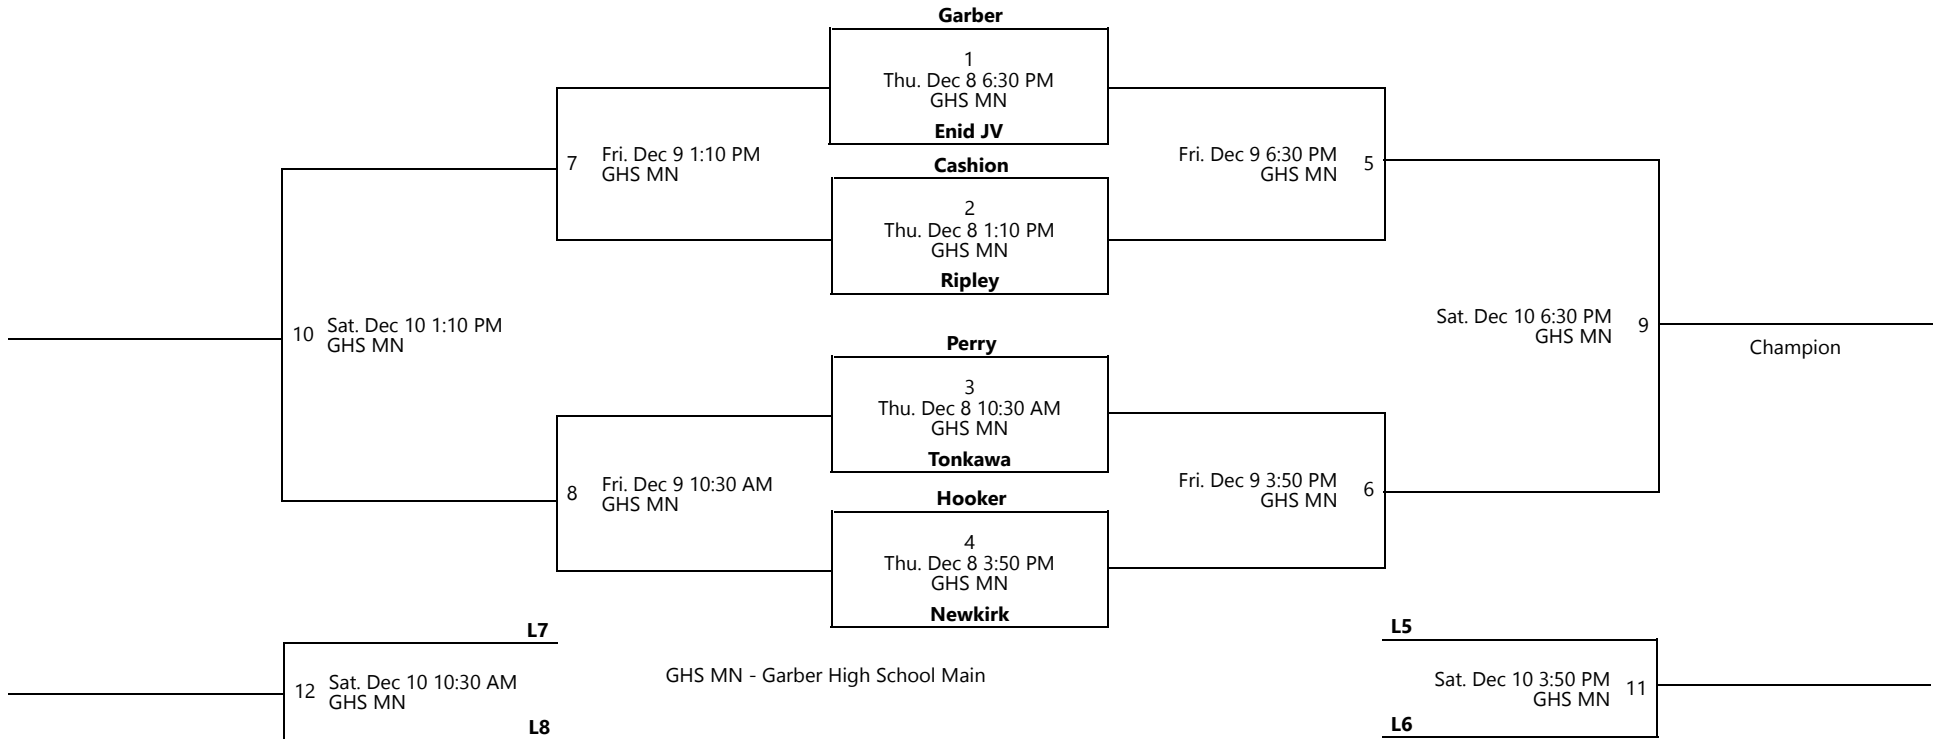 Garber
1
Thu. Dec 8 6:30 PM
GHS MN
Enid JV
7
Fri. Dec 9 1:10 PM
GHS MN
Fri. Dec 9 6:30 PM
GHS MN
5
Cashion
2
Thu. Dec 8 1:10 PM
GHS MN
Ripley
10
Sat. Dec 10 1:10 PM
GHS MN
Sat. Dec 10 6:30 PM
GHS MN
9
Champion
Perry
3
Thu. Dec 8 10:30 AM
GHS MN
Tonkawa
8
Fri. Dec 9 10:30 AM
GHS MN
Fri. Dec 9 3:50 PM
GHS MN
6
Hooker
4
Thu. Dec 8 3:50 PM
GHS MN
Newkirk
L7
12
Sat. Dec 10 10:30 AM
GHS MN
L8
GHS MN - Garber High School Main
L5
Sat. Dec 10 3:50 PM
GHS MN
11
L6